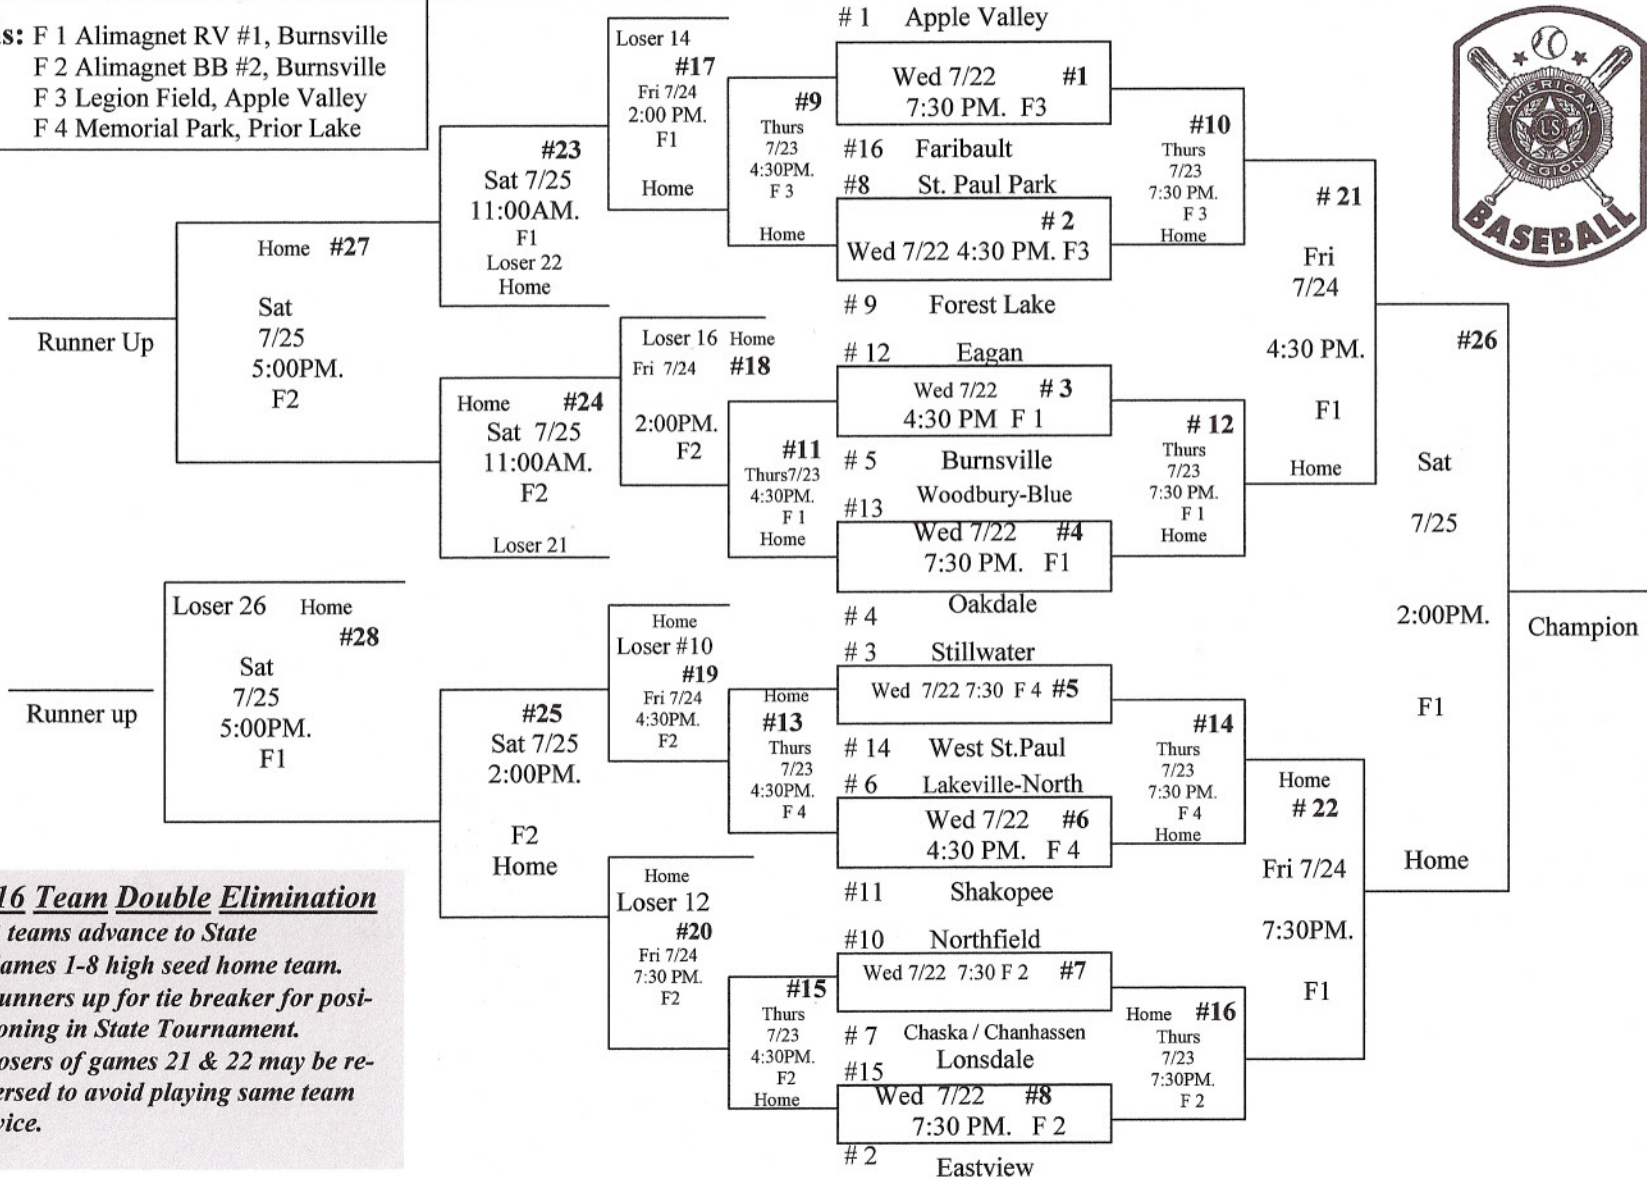 F 1 Alimagnet RV #1, Burnsville
F 2 Alimagnet BB #2, Burnsville
F 3 Legion Field, Apple Valley
F 4 Memorial Park, Prior Lake
Home #27
Sat
7/25
5:00PM.
F2
Runner Up
#23
Sat 7/25
11:00AM.
F1
Loser 22
Home
Home #24
Sat 7/25
11:00AM.
F2
Loser 21
Loser 14
#17
Fri 7/24
2:00 PM.
F1
Home
Loser 16 Home
Fri 7/24 #18
2:00PM.
F2
#9
Thurs
7/23
4:30PM.
F 3
Home
#11
Thurs7/23
4:30PM.
F 1
Home
# 1 Apple Valley
Wed 7/22 #1
7:30 PM. F3
#16 Faribault
#8 St. Paul Park
# 2
Wed 7/22 4:30 PM. F3
# 9 Forest Lake
# 12 Eagan
Wed 7/22 # 3
4:30 PM F 1
# 5 Burnsville
Woodbury-Blue
#13
Wed 7/22 #4
7:30 PM. F1
Oakdale
# 4
#10
Thurs
7/23
7:30 PM.
F 3
Home
# 12
Thurs
7/23
7:30 PM.
F 1
Home
# 21
Fri
7/24
4:30 PM.
F1
Home
AMERICAN
US
LEGION
BASEBALL
#26
Sat
7/25
2:00PM.
F1
Home
Champion
Loser 26 Home
#28
Sat
7/25
5:00PM.
F1
Runner up
#25
Sat 7/25
2:00PM.
F2
Home
Home
Loser #10
#19
Fri 7/24
4:30PM.
F2
Home
Loser 12
#20
Fri 7/24
7:30 PM.
F2
Home
#13
Thurs
7/23
4:30PM.
F 4
#15
Thurs
7/23
4:30PM.
F2
Home
# 3 Stillwater
Wed 7/22 7:30 F 4 #5
# 14 West St.Paul
# 6 Lakeville-North
Wed 7/22 #6
4:30 PM. F 4
#11 Shakopee
#10 Northfield
Wed 7/22 7:30 F 2 #7
# 7 Chaska / Chanhassen
Lonsdale
#15
Wed 7/22 #8
7:30 PM. F 2
# 2
Eastview
#14
Thurs
7/23
7:30 PM.
F 4
Home
Home #16
Thurs
7/23
7:30PM.
F 2
Home
# 22
Fri 7/24
7:30PM.
F1
16 Team Double Elimination
teams advance to State
ames 1-8 high seed home team.
unners up for tie breaker for posi-
oning in State Tournament.
osers of games 21 & 22 may be re-
ersed to avoid playing same team
vice.